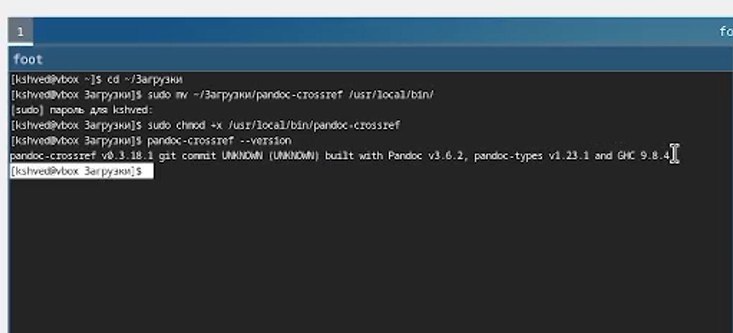 1
fo
foot
[kshved@vbox ~]$ cd ~/Загрузки
[kshved@vbox Загрузки]$ sudo mv ~/Загрузки/pandoc-crossref /usr/local/bin/
[sudo] пароль для kshved:
[kshved@vbox Загрузки]$ sudo chmod +x /usr/local/bin/pandoc-crossref
[kshved@vbox Загрузки]$ pandoc-crossref --version
pandoc-crossref v0.3.18.1 git commit UNKNOWN (UNKNOWN) built with Pandoc v3.6.2, pandoc-types v1.23.1 and GHC 9.8.4
[kshved@vbox Загрузки]$